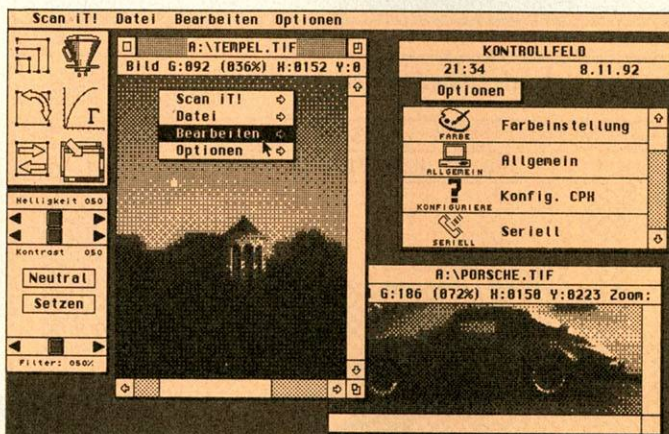 Scan iT! Datei Bearbeiten Optionen
A:\TEMPEL.TIF
Bild G:092 (036%) X:0152 Y:0
Scan iT!
Datei
Bearbeiten
Optionen
Γ
Helligkeit 050
Kontrast 050
Neutral
Setzen
Filter: 050%
KONTROLLFELD
21:34 8.11.92
Optionen
FARBE Farbeinstellung
ALLGEMEIN Allgemein
KONFIGURIERE Konfig. CPX
SERIELL Seriell
A:\PORSCHE.TIF
G:186 (072%) X:0150 Y:0223 Zoom: